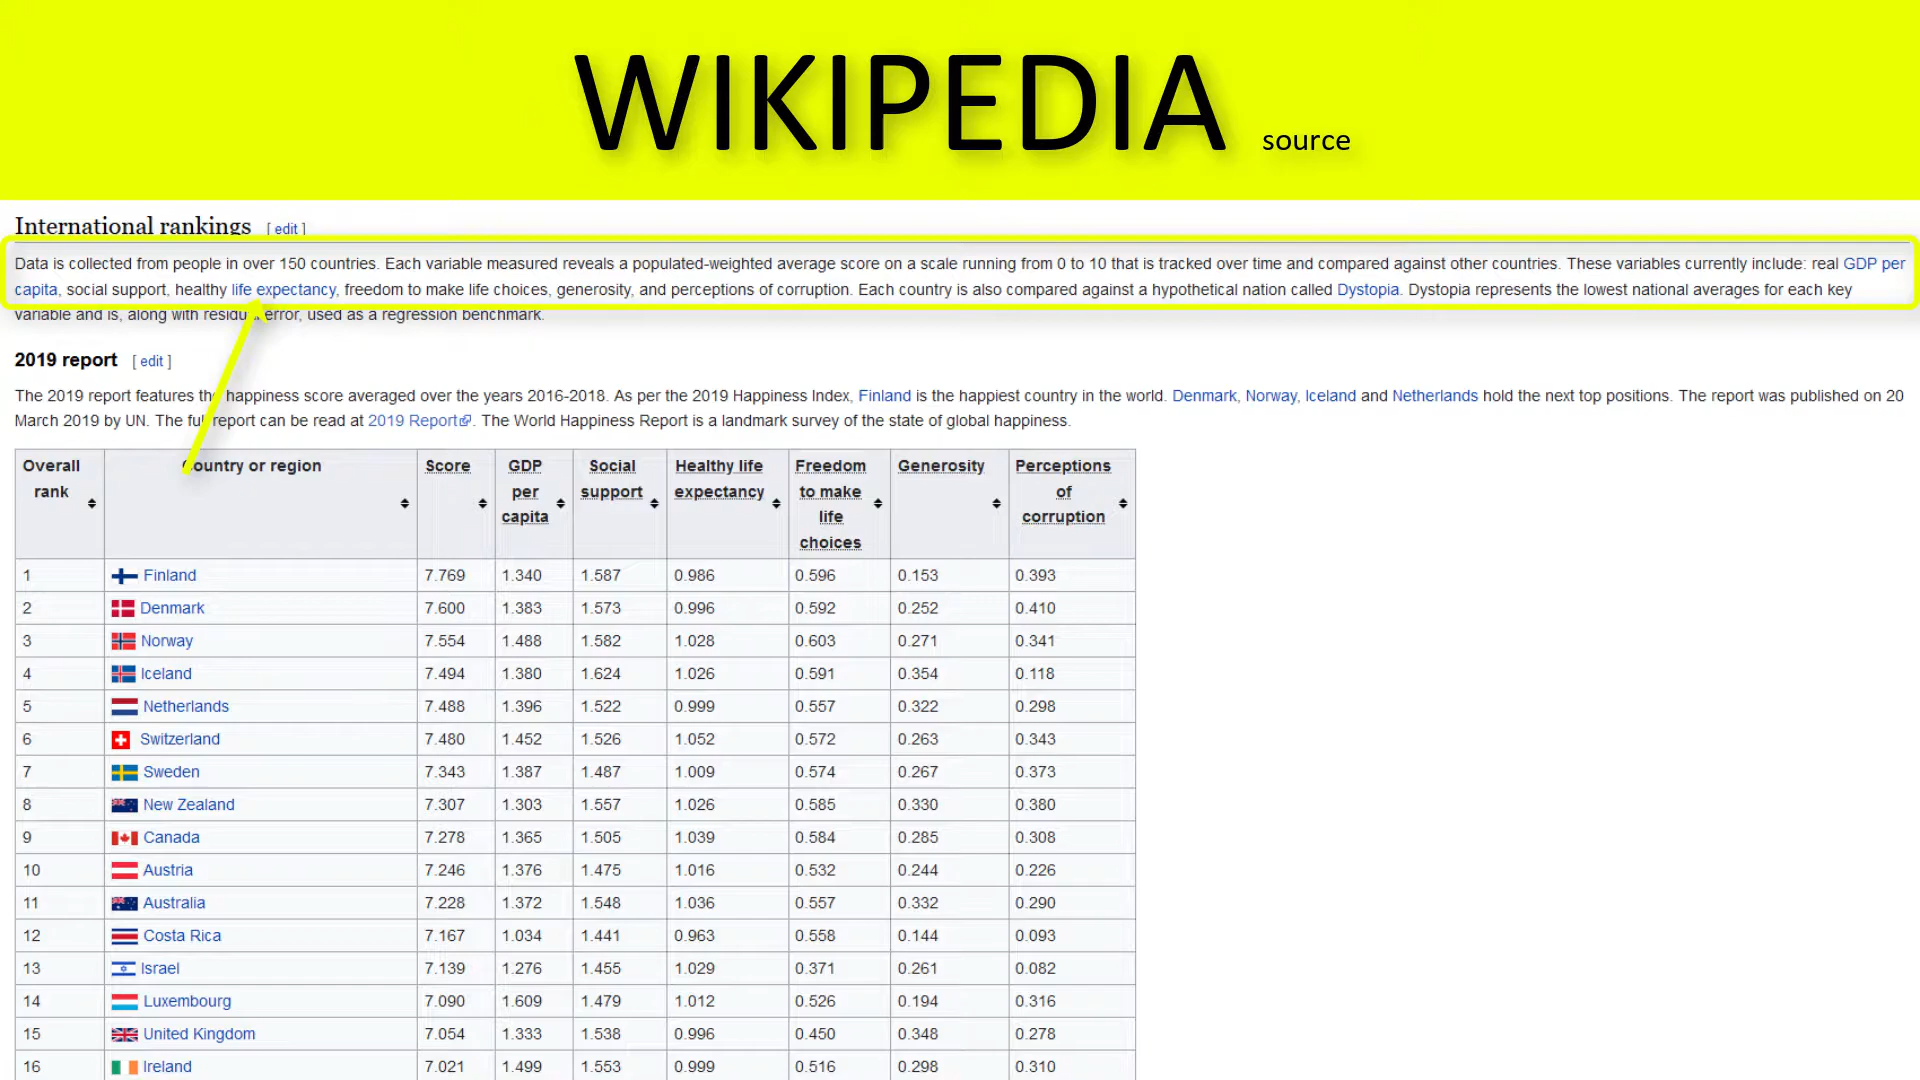 WIKIPEDIA source
International rankings [ edit ]
Data is collected from people in over 150 countries. Each variable measured reveals a populated-weighted average score on a scale running from 0 to 10 that is tracked over time and compared against other countries. These variables currently include: real GDP per
capita, social support, healthy life expectancy, freedom to make life choices, generosity, and perceptions of corruption. Each country is also compared against a hypothetical nation called Dystopia. Dystopia represents the lowest national averages for each key
variable and is, along with residual error, used as a regression benchmark.
2019 report [ edit ]
The 2019 report features the happiness score averaged over the years 2016-2018. As per the 2019 Happiness Index, Finland is the happiest country in the world. Denmark, Norway, Iceland and Netherlands hold the next top positions. The report was published on 20
March 2019 by UN. The full report can be read at 2019 Report. The World Happiness Report is a landmark survey of the state of global happiness.
Overall rank Country or region Score GDP per capita Social support Healthy life expectancy Freedom to make life choices Generosity Perceptions of corruption
1 Finland 7.769 1.340 1.587 0.986 0.596 0.153 0.393
2 Denmark 7.600 1.383 1.573 0.996 0.592 0.252 0.410
3 Norway 7.554 1.488 1.582 1.028 0.603 0.271 0.341
4 Iceland 7.494 1.380 1.624 1.026 0.591 0.354 0.118
5 Netherlands 7.488 1.396 1.522 0.999 0.557 0.322 0.298
6 Switzerland 7.480 1.452 1.526 1.052 0.572 0.263 0.343
7 Sweden 7.343 1.387 1.487 1.009 0.574 0.267 0.373
8 New Zealand 7.307 1.303 1.557 1.026 0.585 0.330 0.380
9 Canada 7.278 1.365 1.505 1.039 0.584 0.285 0.308
10 Austria 7.246 1.376 1.475 1.016 0.532 0.244 0.226
11 Australia 7.228 1.372 1.548 1.036 0.557 0.332 0.290
12 Costa Rica 7.167 1.034 1.441 0.963 0.558 0.144 0.093
13 Israel 7.139 1.276 1.455 1.029 0.371 0.261 0.082
14 Luxembourg 7.090 1.609 1.479 1.012 0.526 0.194 0.316
15 United Kingdom 7.054 1.333 1.538 0.996 0.450 0.348 0.278
16 Ireland 7.021 1.499 1.553 0.999 0.516 0.298 0.310